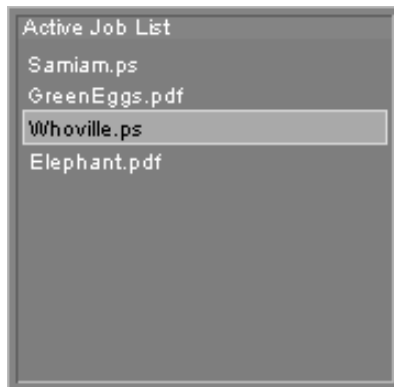 Active Job List
Samiam.ps
GreenEggs.pdf
Whoville.ps
Elephant.pdf